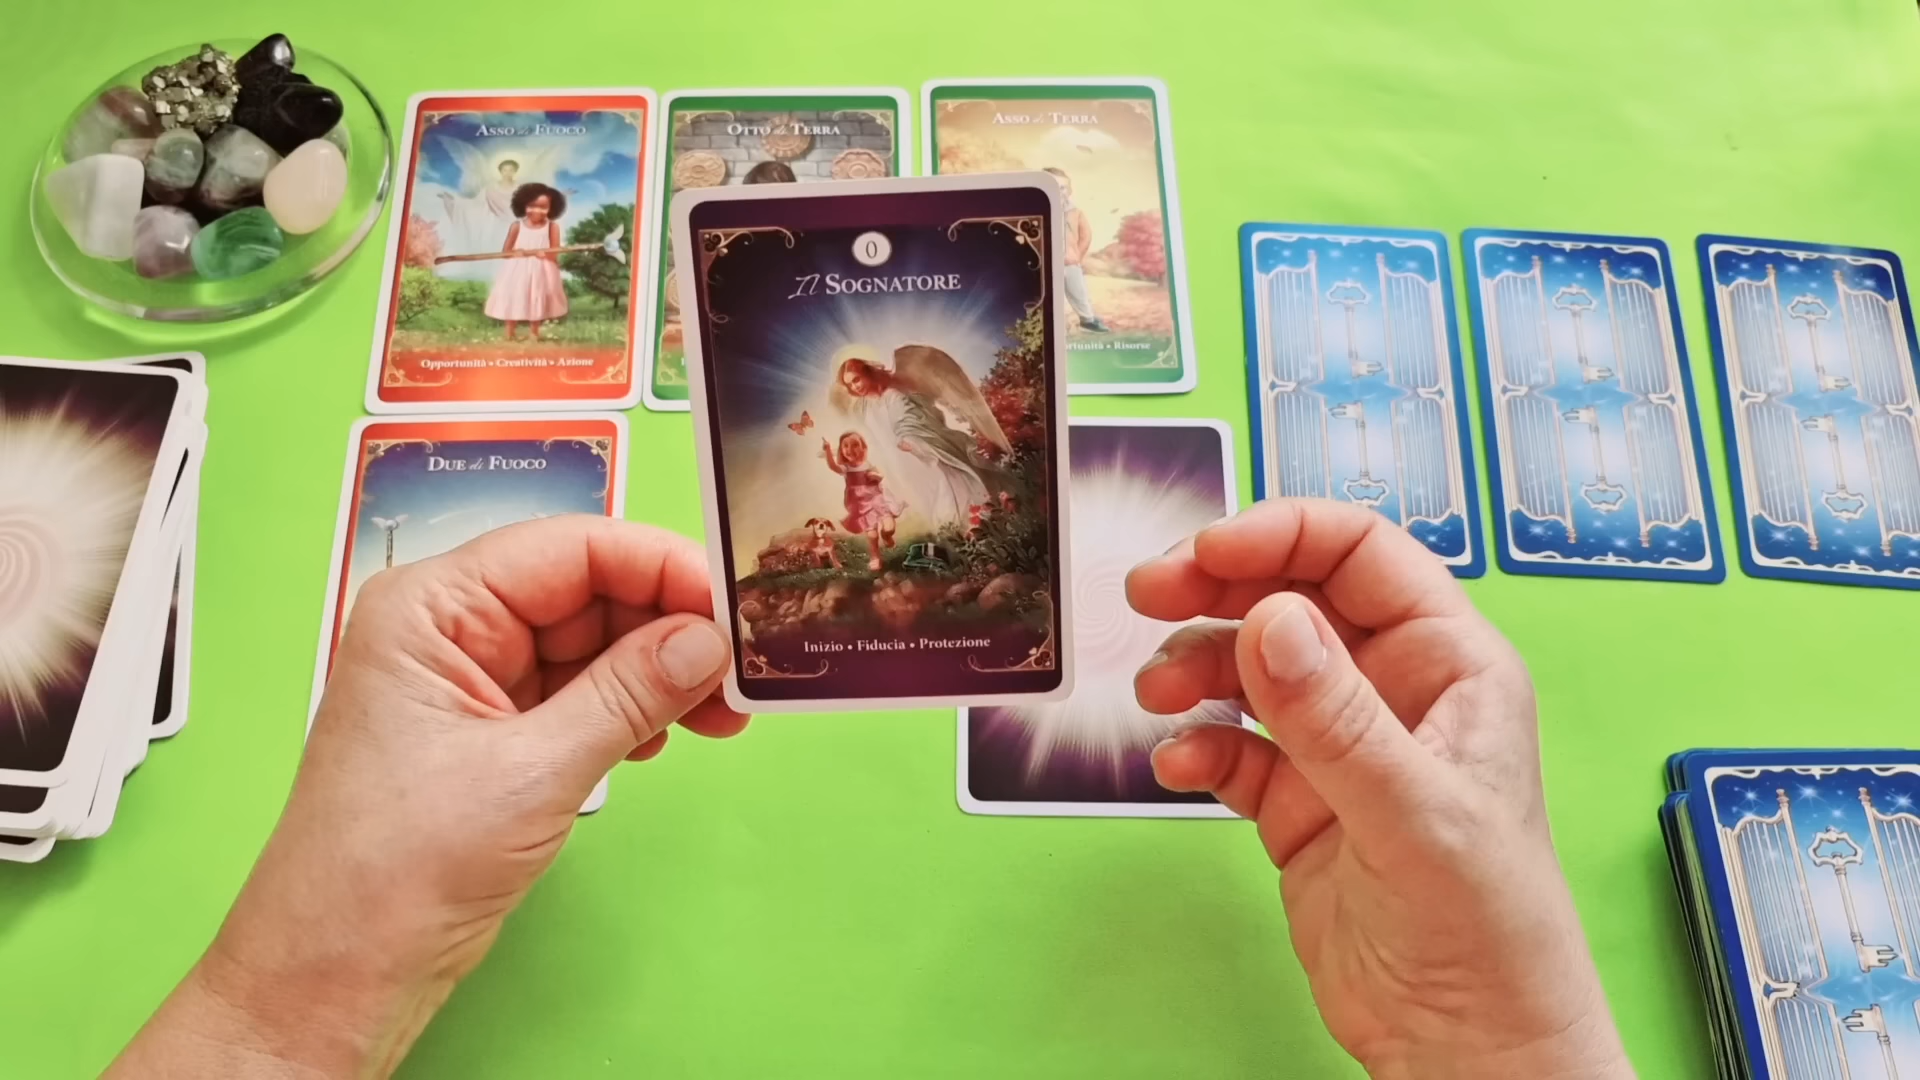 Asso di Fuoco
Opportunità • Creatività • Azione
Otto di Terra
Asso di Terra
Risorse
Due di Fuoco
0
Il Sognatore
Inizio • Fiducia • Protezione